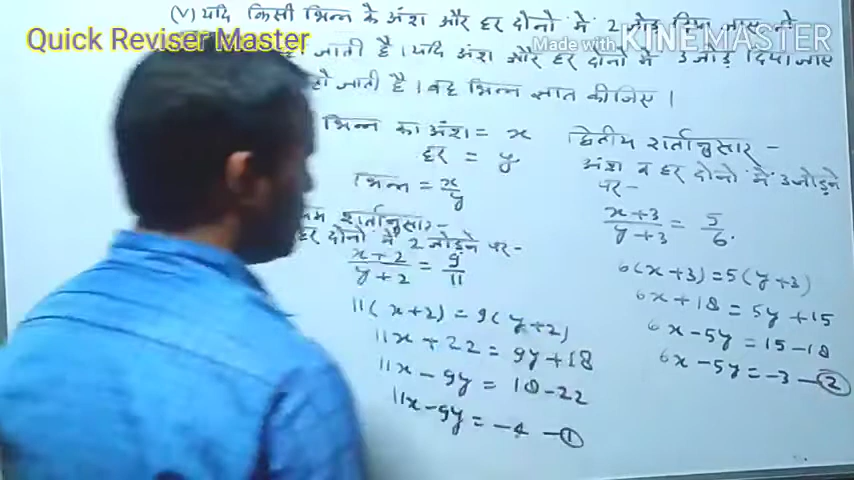 (V) यदि किसी भिन्न के अंश और हर दोनो में 2 जोड़ दिया जाए तो
Quick Reviser Master
Made with KINEMASTER
हो जाती है। यदि अंश और हर दोनो में 3 जोड़ दिया जाए
हो जाती है। वह भिन्न ज्ञात कीजिए।
भिन्न का अंश = x
हर = y
भिन्न = x/y
शर्तानुसार-
हर दोनो में 2 जोड़ने पर-
x+2/y+2 = 9/11
11(x+2) = 9(y+2)
11x+22 = 9y+18
11x-9y = 18-22
11x-9y = -4 -①
द्वितीय शर्तानुसार-
अंश व हर दोनो में 3 जोड़ने
पर-
x+3/y+3 = 5/6.
6(x+3) = 5(y+3)
6x+18 = 5y+15
6x-5y = 15-18
6x-5y = -3 -②